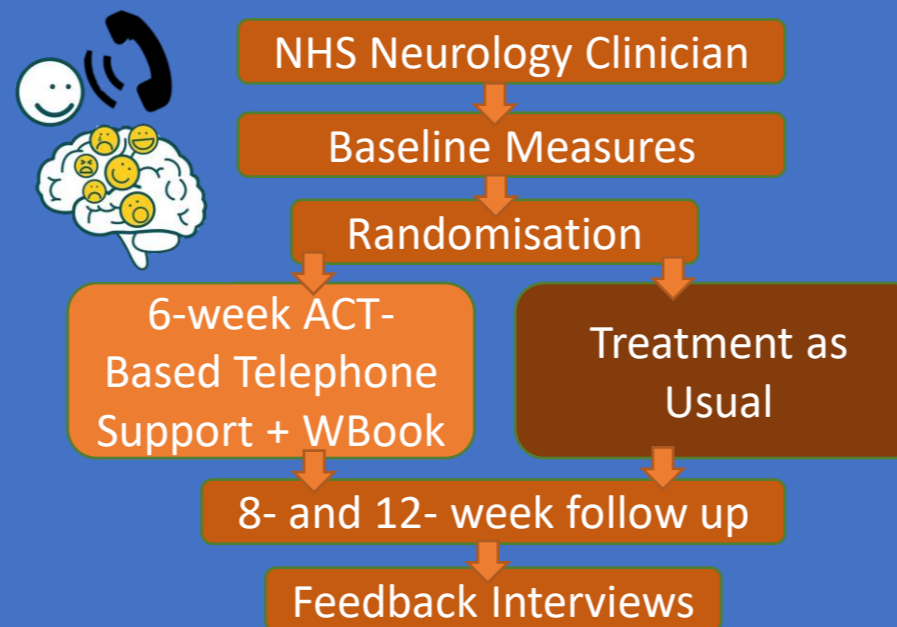 NHS Neurology Clinician
Baseline Measures
Randomisation
6-week ACT-
Based Telephone
Support + WBook
Treatment as
Usual
8- and 12- week follow up
Feedback Interviews